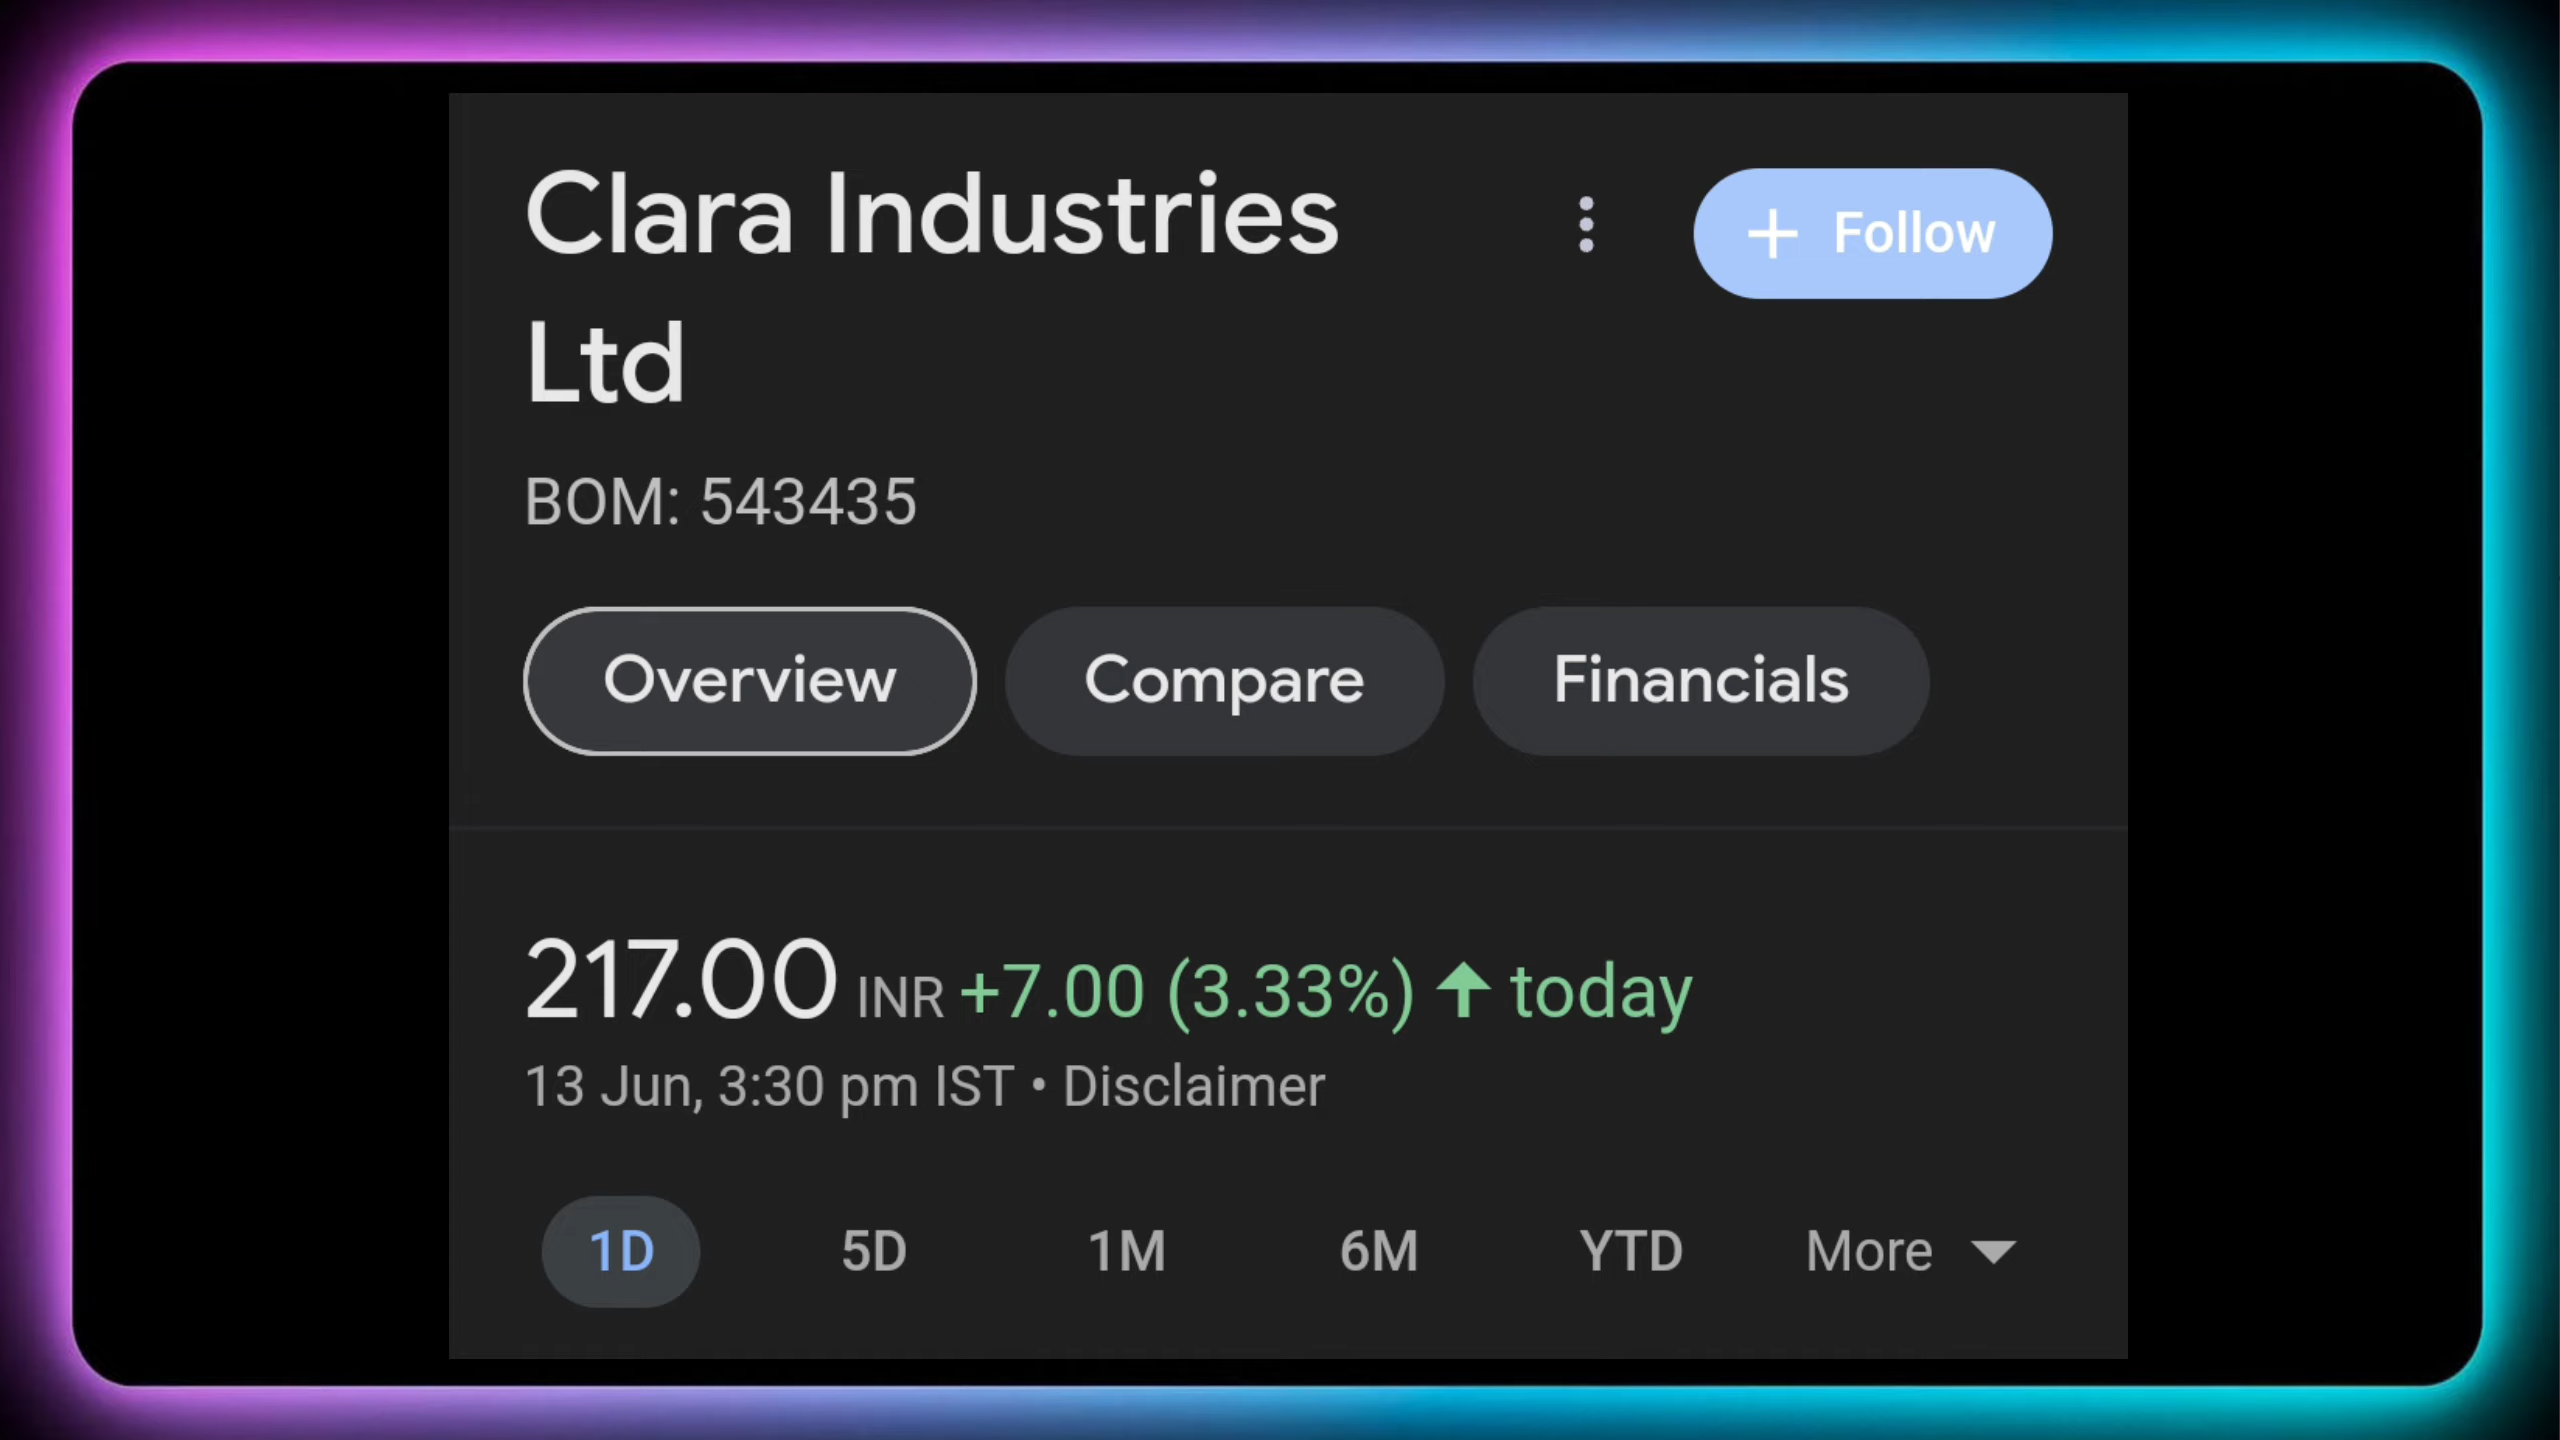 Clara Industries
Ltd
+ Follow
BOM: 543435
Overview Compare Financials
217.00 INR +7.00 (3.33%) ↑ today
13 Jun, 3:30 pm IST • Disclaimer
1D 5D 1M 6M YTD More